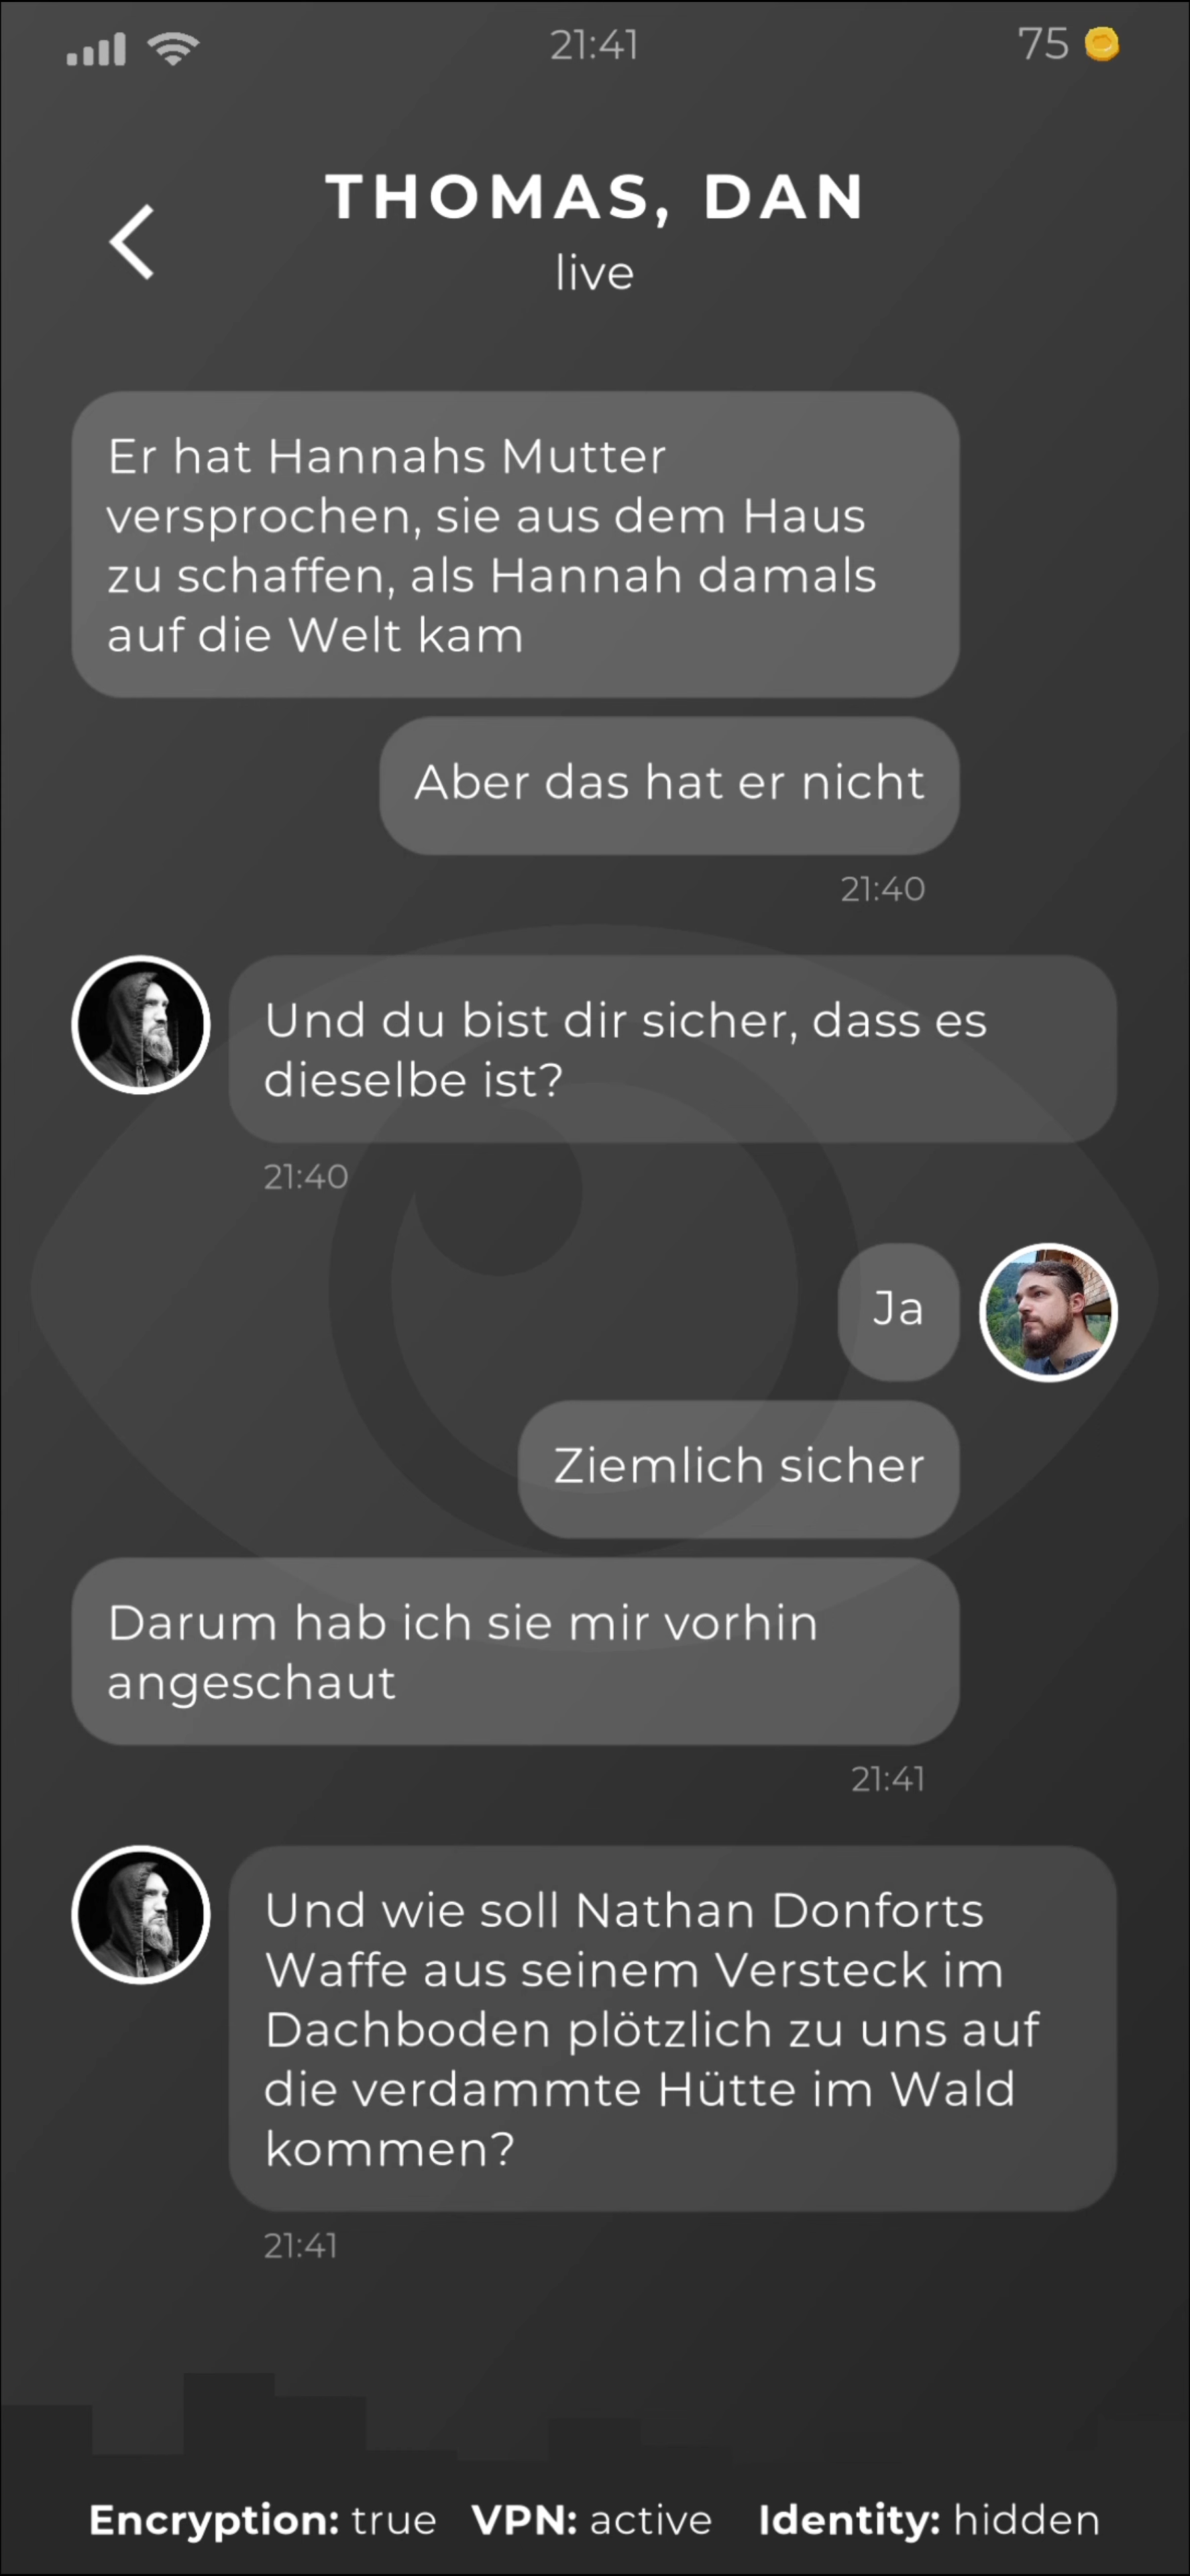 21:41
75
THOMAS, DAN
live
Er hat Hannahs Mutter
versprochen, sie aus dem Haus
zu schaffen, als Hannah damals
auf die Welt kam
Aber das hat er nicht
21:40
Und du bist dir sicher, dass es
dieselbe ist?
21:40
Ja
Ziemlich sicher
Darum hab ich sie mir vorhin
angeschaut
21:41
Und wie soll Nathan Donforts
Waffe aus seinem Versteck im
Dachboden plötzlich zu uns auf
die verdammte Hütte im Wald
kommen?
21:41
Encryption: true VPN: active Identity: hidden